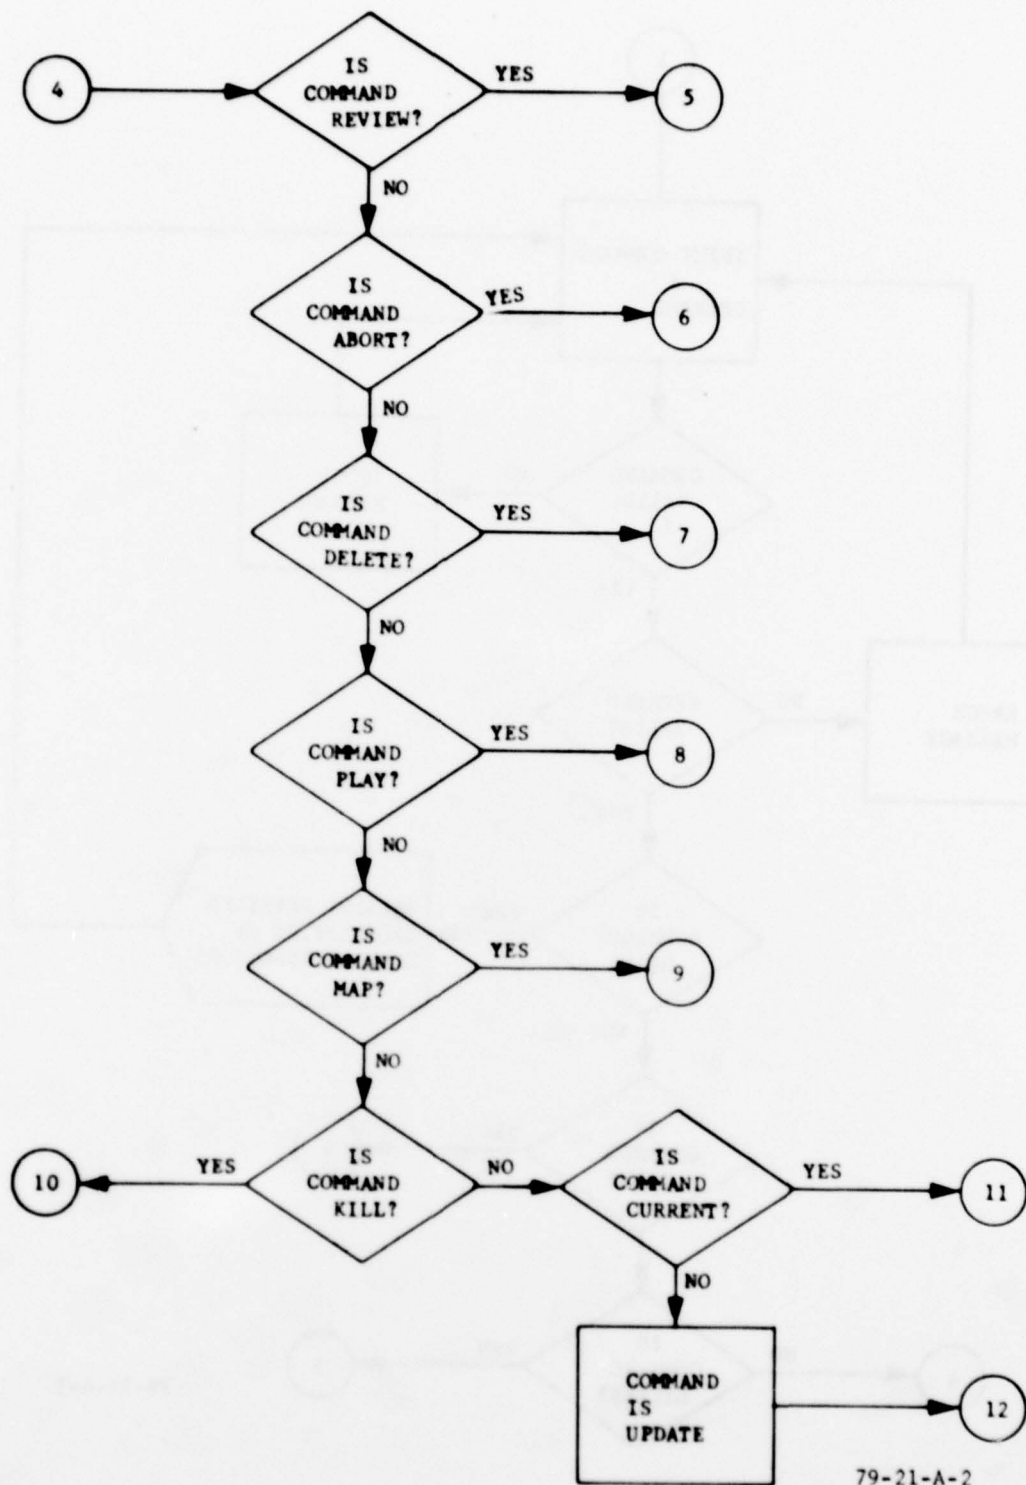 4
IS
COMMAND
REVIEW?
YES
5
NO
IS
COMMAND
ABORT?
YES
6
NO
IS
COMMAND
DELETE?
YES
7
NO
IS
COMMAND
PLAY?
YES
8
NO
IS
COMMAND
MAP?
YES
9
NO
10
YES
IS
COMMAND
KILL?
NO
IS
COMMAND
CURRENT?
YES
11
NO
COMMAND
IS
UPDATE
12
79-21-A-2